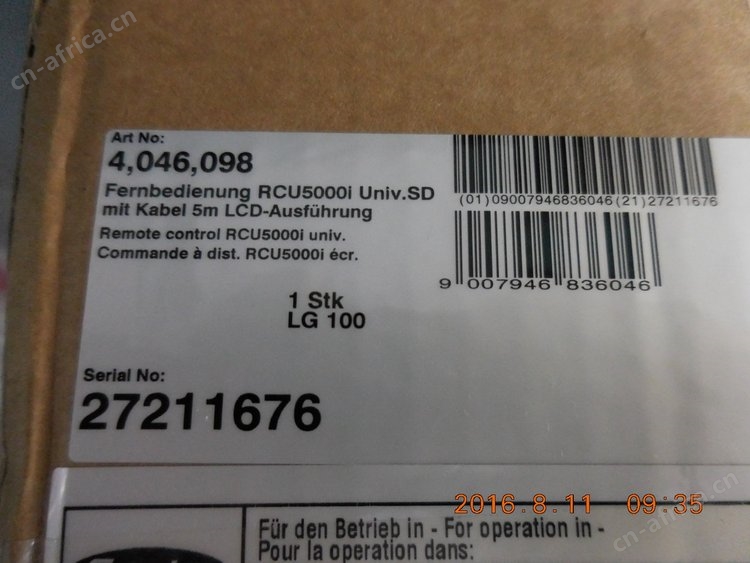 cn-africa.cn
Art No:
4,046,098
Fernbedienung RCU5000i Univ.SD
mit Kabel 5m LCD-Ausführung
Remote control RCU5000i univ.
Commande à dist. RCU5000i écr.
(01)09007946836046(21)27211676
9 007946 836046
1 Stk
LG 100
Serial No:
27211676
2016.8.11 09:35
Für den Betrieb in - For operation in -
Pour la operation dans:
cn-africa.cn